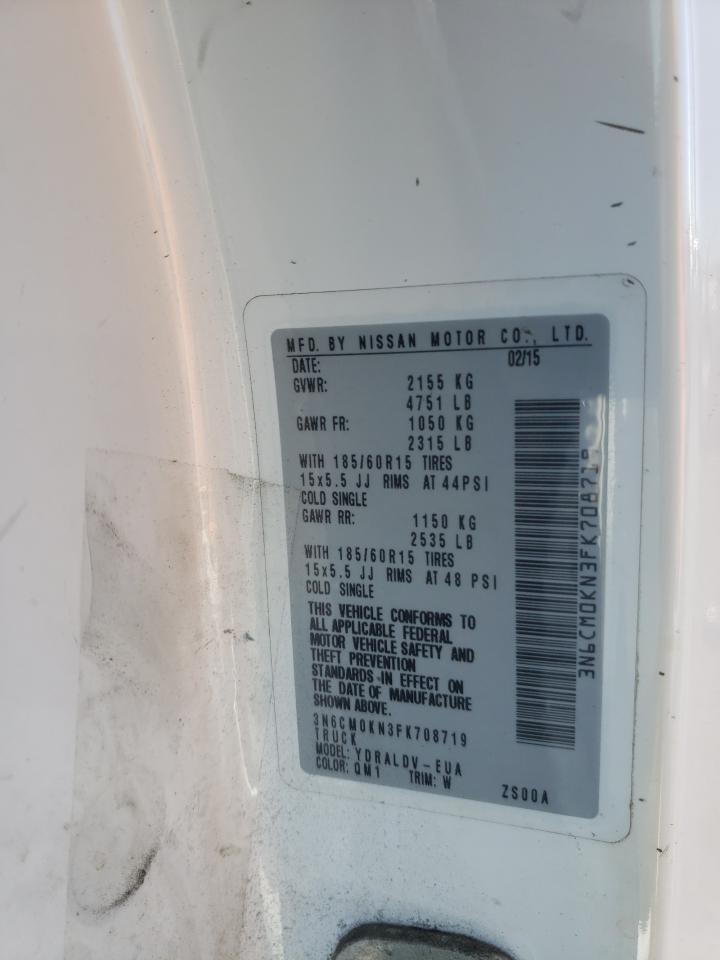 MFD. BY NISSAN MOTOR CO., LTD.
DATE: 02/15
GVWR: 2155 KG
4751 LB
GAWR FR: 1050 KG
2315 LB
WITH 185/60R15 TIRES
15x5.5 JJ RIMS AT 44PSI
COLD SINGLE
GAWR RR: 1150 KG
2535 LB
WITH 185/60R15 TIRES
15x5.5 JJ RIMS AT 48 PSI
COLD SINGLE
THIS VEHICLE CONFORMS TO
ALL APPLICABLE FEDERAL
MOTOR VEHICLE SAFETY AND
THEFT PREVENTION
STANDARDS IN EFFECT ON
THE DATE OF MANUFACTURE
SHOWN ABOVE.
3N6CM0KN3FK708719
TRUCK
MODEL: YDRALDV-EUA
COLOR: QM1 TRIM: W
ZS00A
3N6CM0KN3FK708719